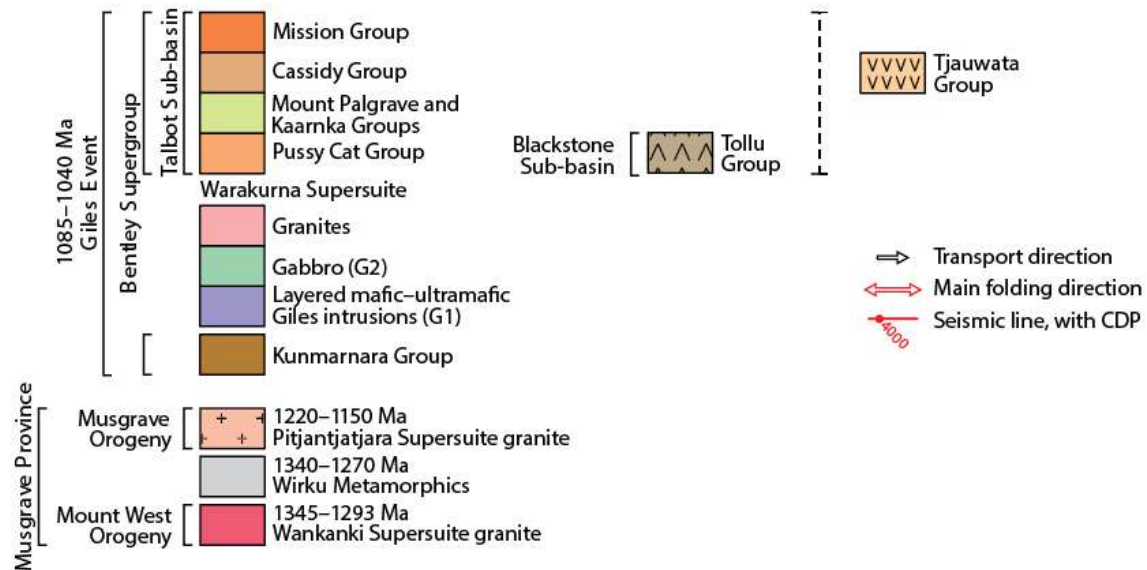 1085–1040 Ma
Giles Event
Bentley Supergroup
Talbot Sub-basin
Mission Group
Cassidy Group
Mount Palgrave and
Kaarnka Groups
Pussy Cat Group
Warakurna Supersuite
Granites
Gabbro (G2)
Layered mafic–ultramafic
Giles intrusions (G1)
Kunmarnara Group
Musgrave Province
Musgrave
Orogeny
1220–1150 Ma
Pitjantjatjara Supersuite granite
1340–1270 Ma
Wirku Metamorphics
Mount West
Orogeny
1345–1293 Ma
Wankanki Supersuite granite
Blackstone
Sub-basin
Tollu
Group
Tjauwata
Group
Transport direction
Main folding direction
4000
Seismic line, with CDP